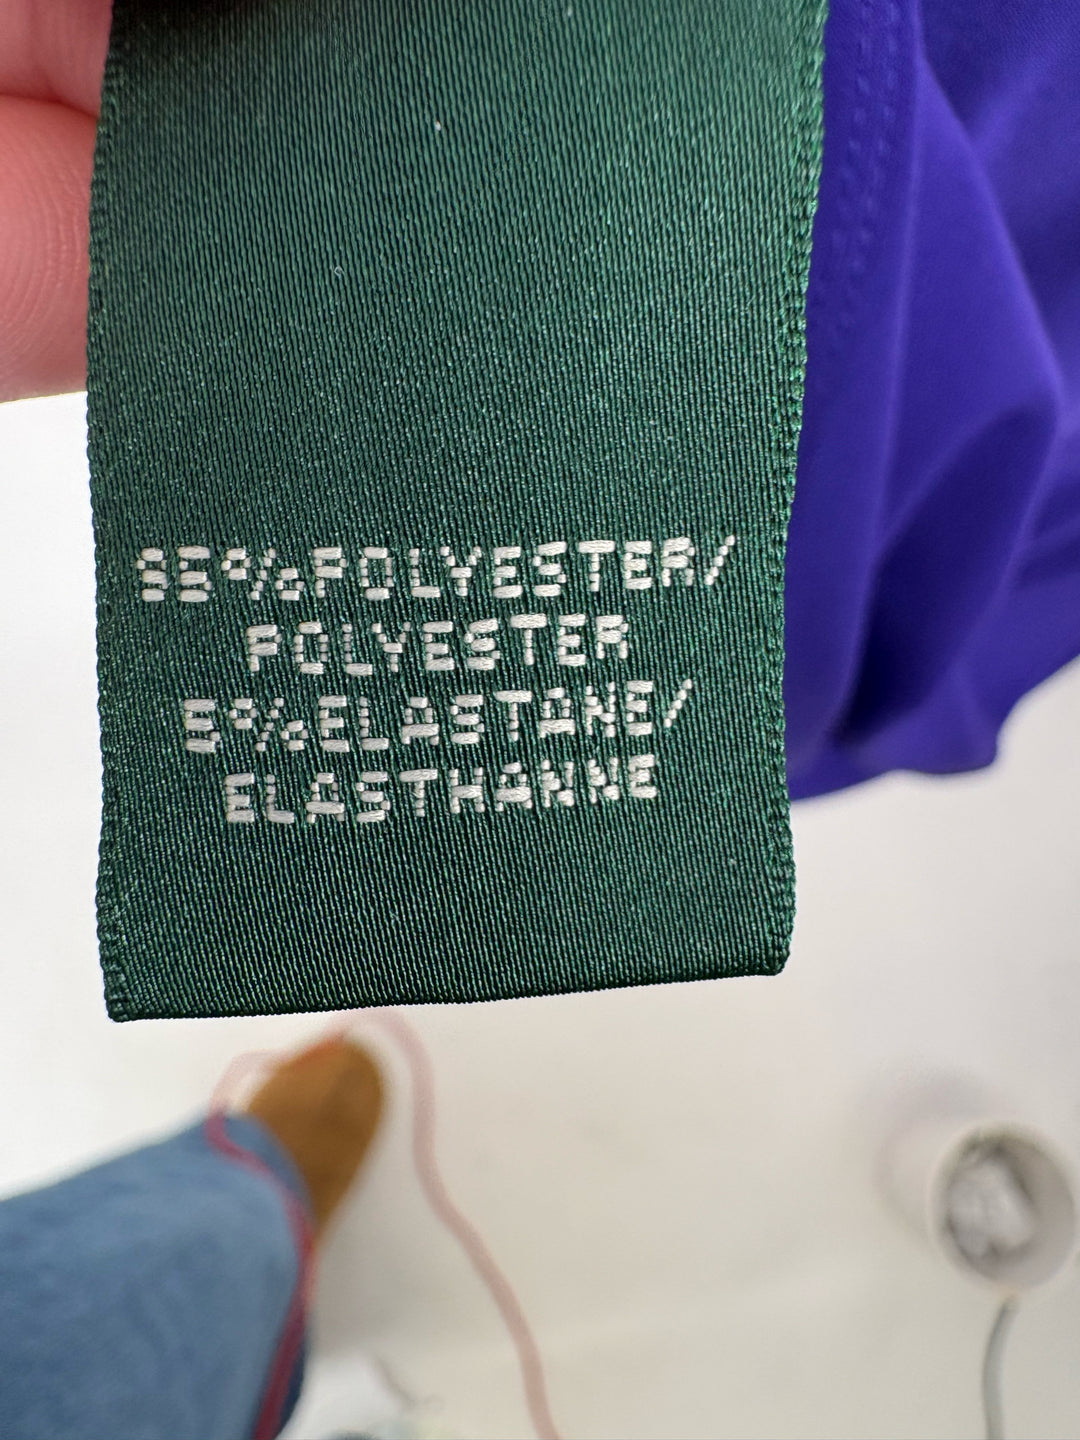 95%POLYESTER/
POLYESTER
5%ELASTANE/
ELASTHANNE